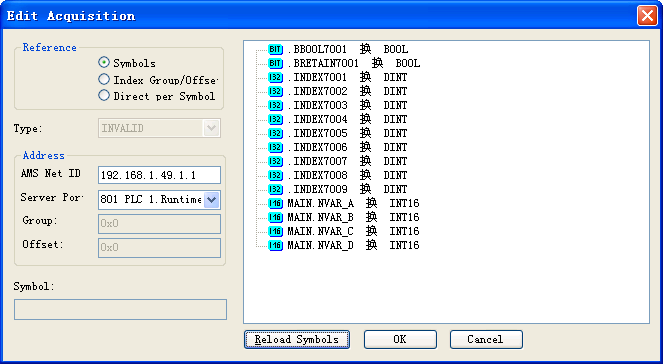 Edit Acquisition
Reference
Symbols
Index Group/Offset
Direct per Symbol
Type:
INVALID
Address
AMS Net ID
192.168.1.49.1.1
Server Por
801 PLC 1.Runtime
Group:
0x0
Offset:
0x0
Symbol:
BIT .BBOOL7001 换 BOOL
BIT .BRETAIN7001 换 BOOL
I32 .INDEX7001 换 DINT
I32 .INDEX7002 换 DINT
I32 .INDEX7003 换 DINT
I32 .INDEX7004 换 DINT
I32 .INDEX7005 换 DINT
I32 .INDEX7006 换 DINT
I32 .INDEX7007 换 DINT
I32 .INDEX7008 换 DINT
I32 .INDEX7009 换 DINT
I16 MAIN.NVAR_A 换 INT16
I16 MAIN.NVAR_B 换 INT16
I16 MAIN.NVAR_C 换 INT16
I16 MAIN.NVAR_D 换 INT16
Reload Symbols
OK
Cancel